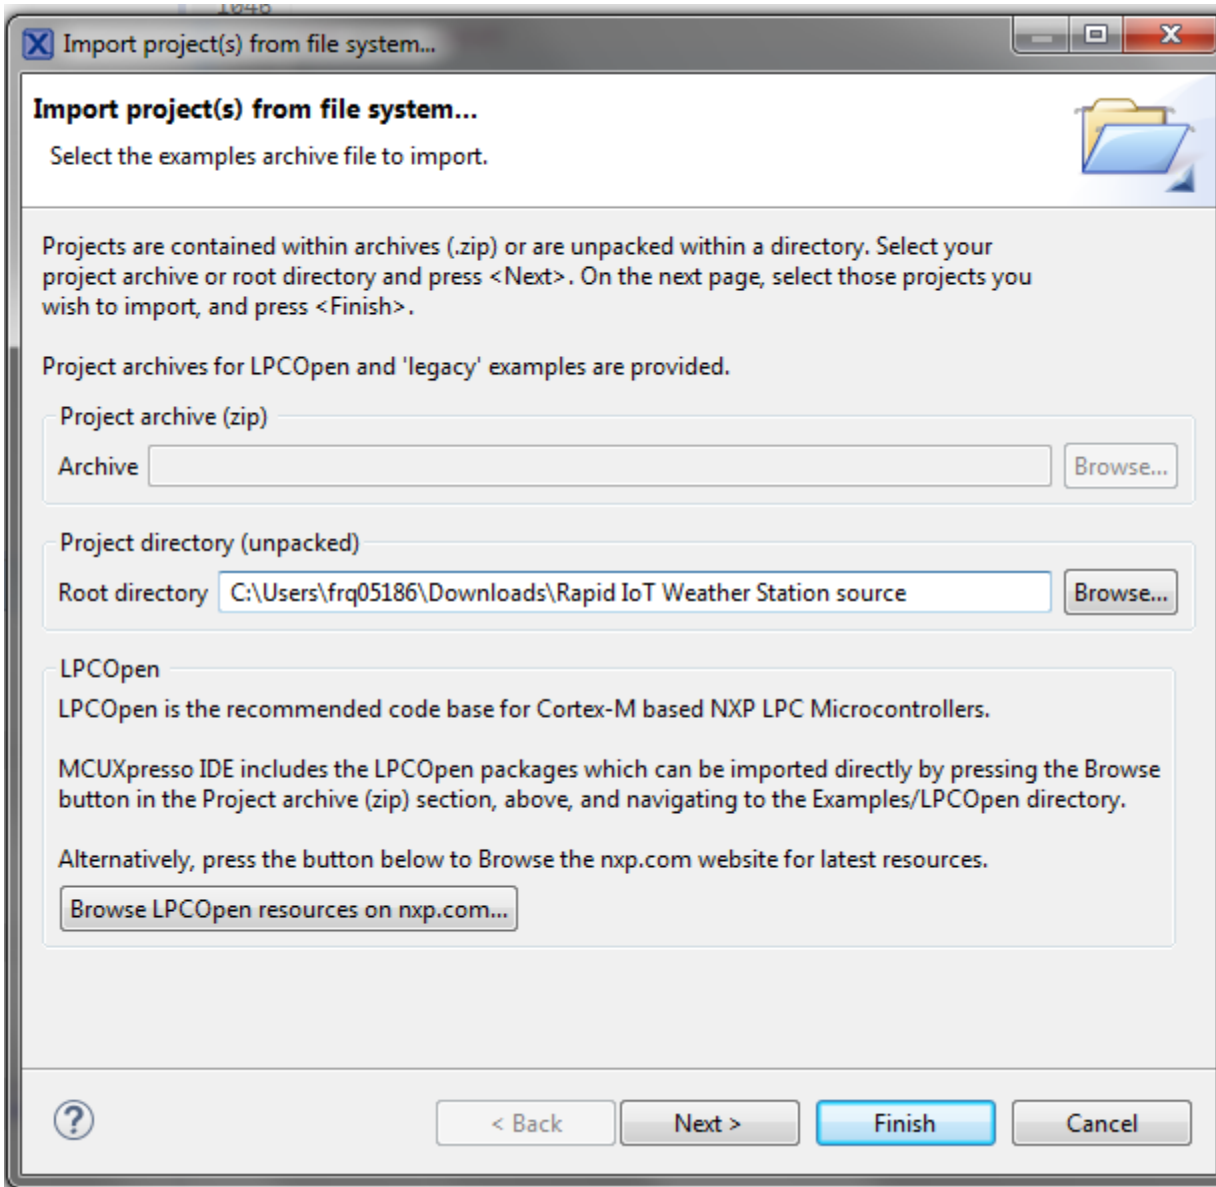 1046
Import project(s) from file system...
Import project(s) from file system...
Select the examples archive file to import.
Projects are contained within archives (.zip) or are unpacked within a directory. Select your
project archive or root directory and press <Next>. On the next page, select those projects you
wish to import, and press <Finish>.
Project archives for LPCOpen and 'legacy' examples are provided.
Project archive (zip)
Archive Browse...
Project directory (unpacked)
Root directory C:\Users\frq05186\Downloads\Rapid IoT Weather Station source Browse...
LPCOpen
LPCOpen is the recommended code base for Cortex-M based NXP LPC Microcontrollers.
MCUXpresso IDE includes the LPCOpen packages which can be imported directly by pressing the Browse
button in the Project archive (zip) section, above, and navigating to the Examples/LPCOpen directory.
Alternatively, press the button below to Browse the nxp.com website for latest resources.
Browse LPCOpen resources on nxp.com...
? < Back Next > Finish Cancel